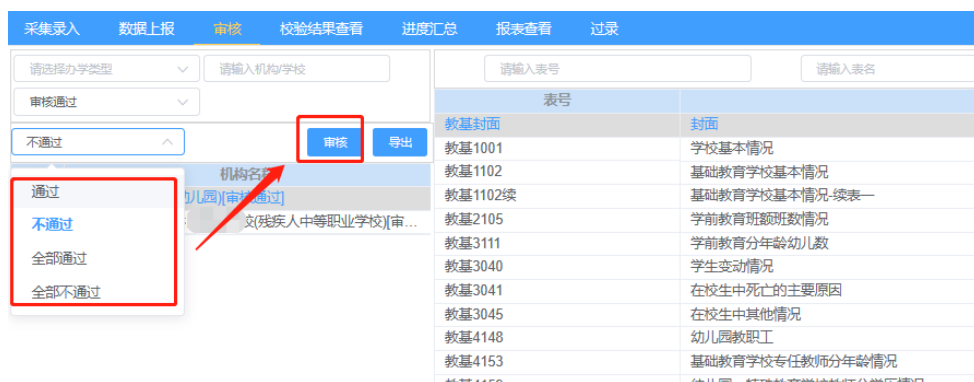 采集录入 数据上报 审核 校验结果查看 进度汇总 报表查看 过录
请选择办学类型 请输入机构/学校 请输入表号 请输入表名
审核通过
表号
不通过 审核 导出
机构名
通过
不通过
全部通过
全部不通过
幼儿园)[审核通过]
校(残疾人中等职业学校)[审...
教基封面 封面
教基1001 学校基本情况
教基1102 基础教育学校基本情况
教基1102续 基础教育学校基本情况-续表一
教基2105 学前教育班额班数情况
教基3111 学前教育分年龄幼儿数
教基3040 学生变动情况
教基3041 在校生中死亡的主要原因
教基3045 在校生中其他情况
教基4148 幼儿园教职工
教基4153 基础教育学校专任教师分年龄情况